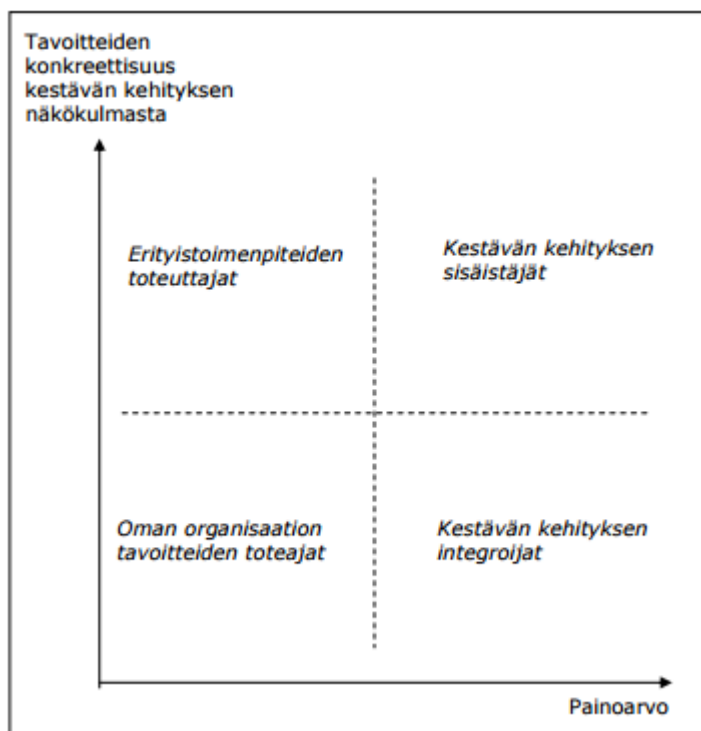 Tavoitteiden
konkreettisuus
kestävän kehityksen
näkökulmasta
Erityistoimenpiteiden
toteuttajat
Kestävän kehityksen
sisäistäjät
Oman organisaation
tavoitteiden toteajat
Kestävän kehityksen
integroijat
Painoarvo